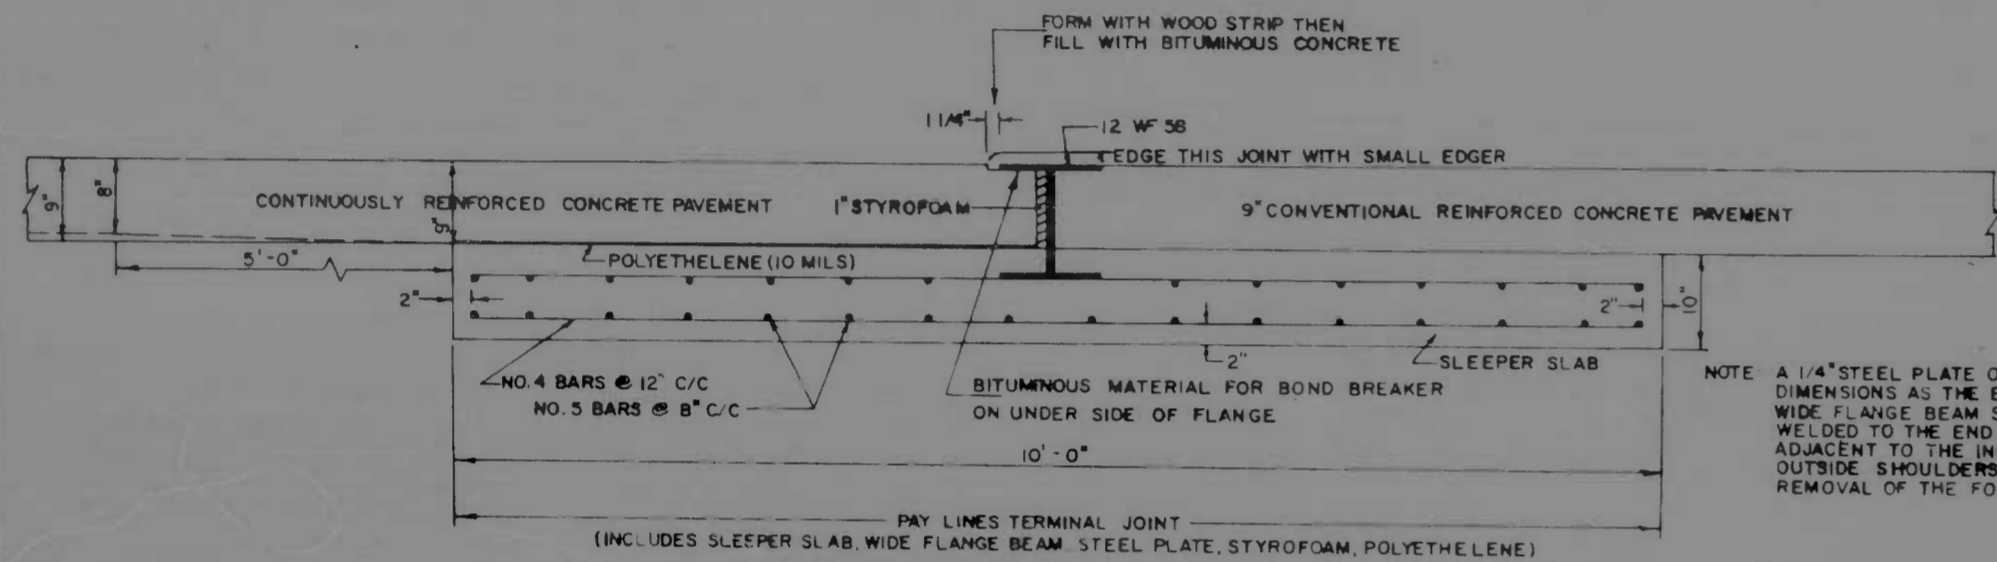 FORM WITH WOOD STRIP THEN
FILL WITH BITUMINOUS CONCRETE
1 1/4"
12 WF 58
EDGE THIS JOINT WITH SMALL EDGER
9"
8"
CONTINUOUSLY REINFORCED CONCRETE PAVEMENT
9"
1" STYROFOAM
9" CONVENTIONAL REINFORCED CONCRETE PAVEMENT
5'-0"
POLYETHELENE (10 MILS)
2"
2"
10"
NO. 4 BARS @ 12" C/C
NO. 5 BARS @ 8" C/C
2"
SLEEPER SLAB
BITUMINOUS MATERIAL FOR BOND BREAKER
ON UNDER SIDE OF FLANGE
NOTE A 1/4" STEEL PLATE O
DIMENSIONS AS THE E
WIDE FLANGE BEAM S
WELDED TO THE END
ADJACENT TO THE IN
OUTSIDE SHOULDERS
REMOVAL OF THE FO
10'-0"
PAY LINES TERMINAL JOINT
(INCLUDES SLEEPER SLAB, WIDE FLANGE BEAM STEEL PLATE, STYROFOAM, POLYETHELENE)